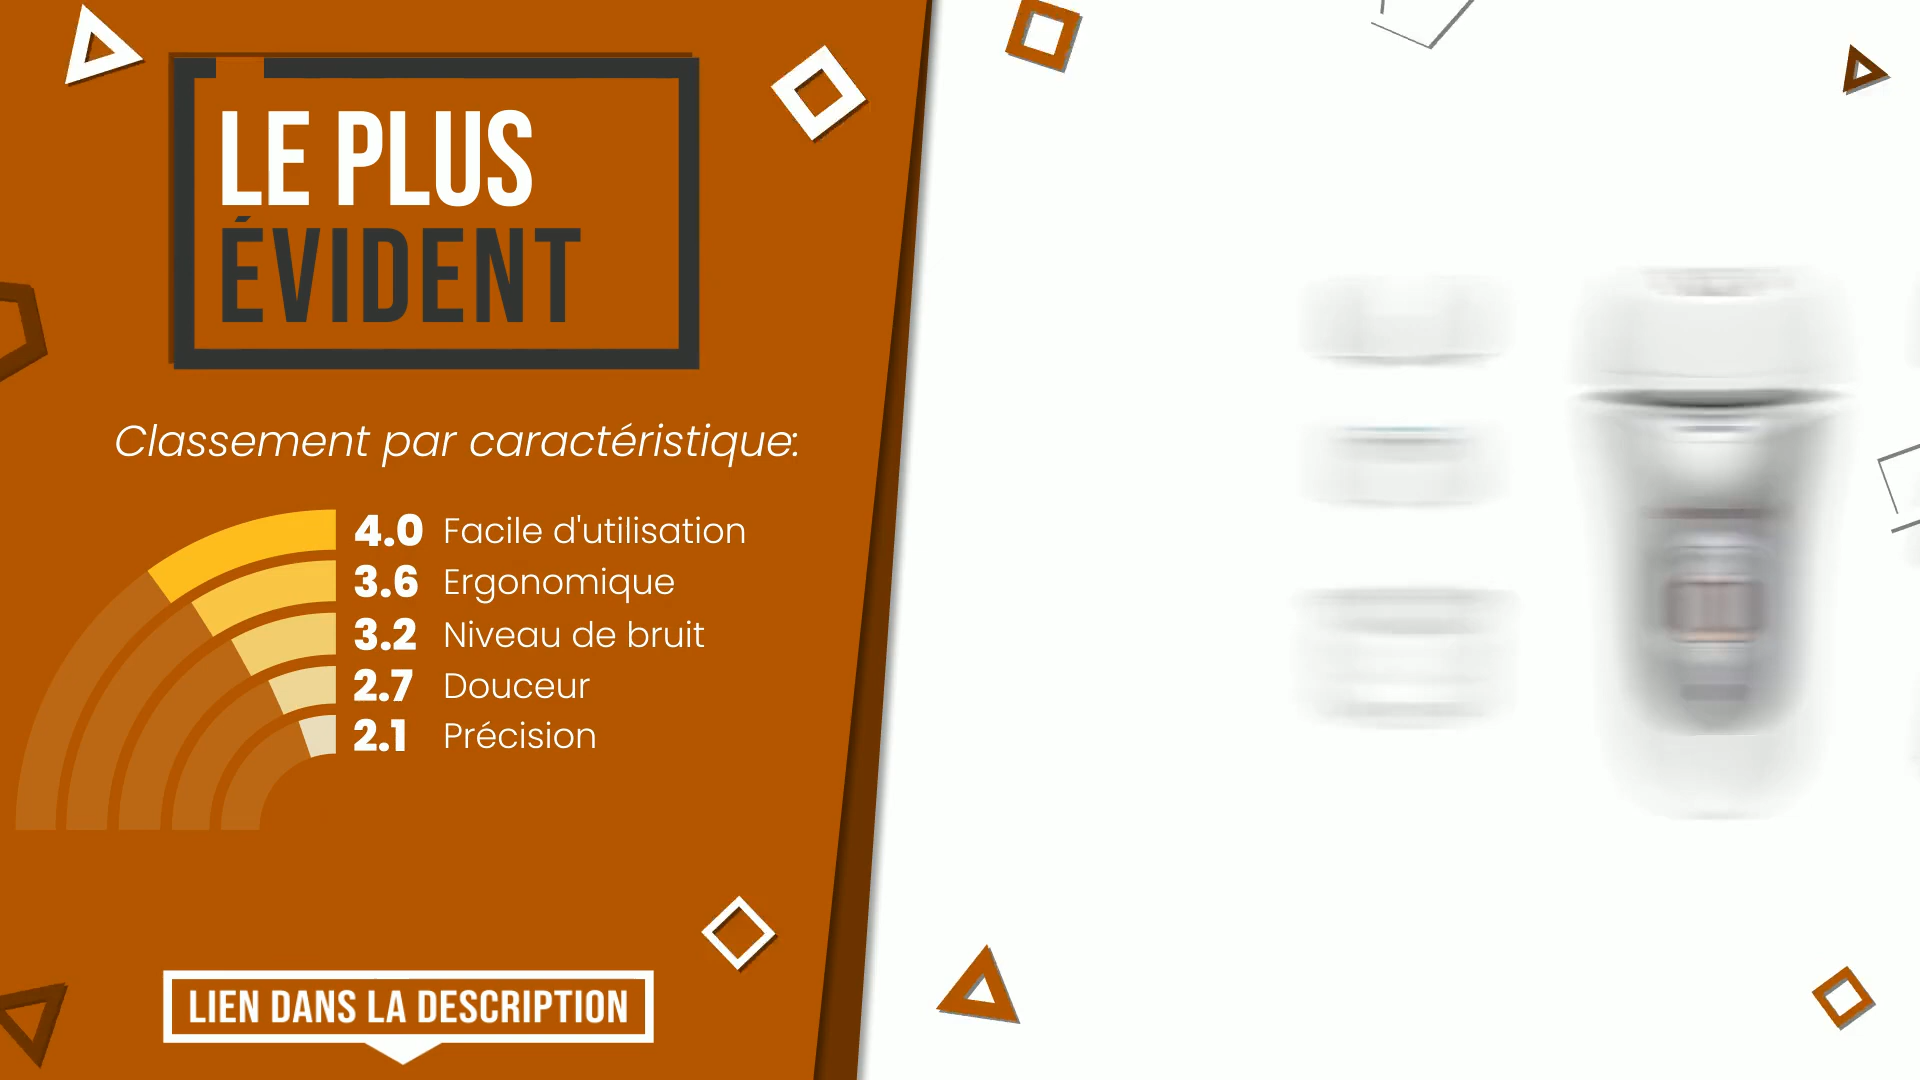 LE PLUS
ÉVIDENT
Classement par caractéristique:
4.0 Facile d'utilisation
3.6 Ergonomique
3.2 Niveau de bruit
2.7 Douceur
2.1 Précision
LIEN DANS LA DESCRIPTION